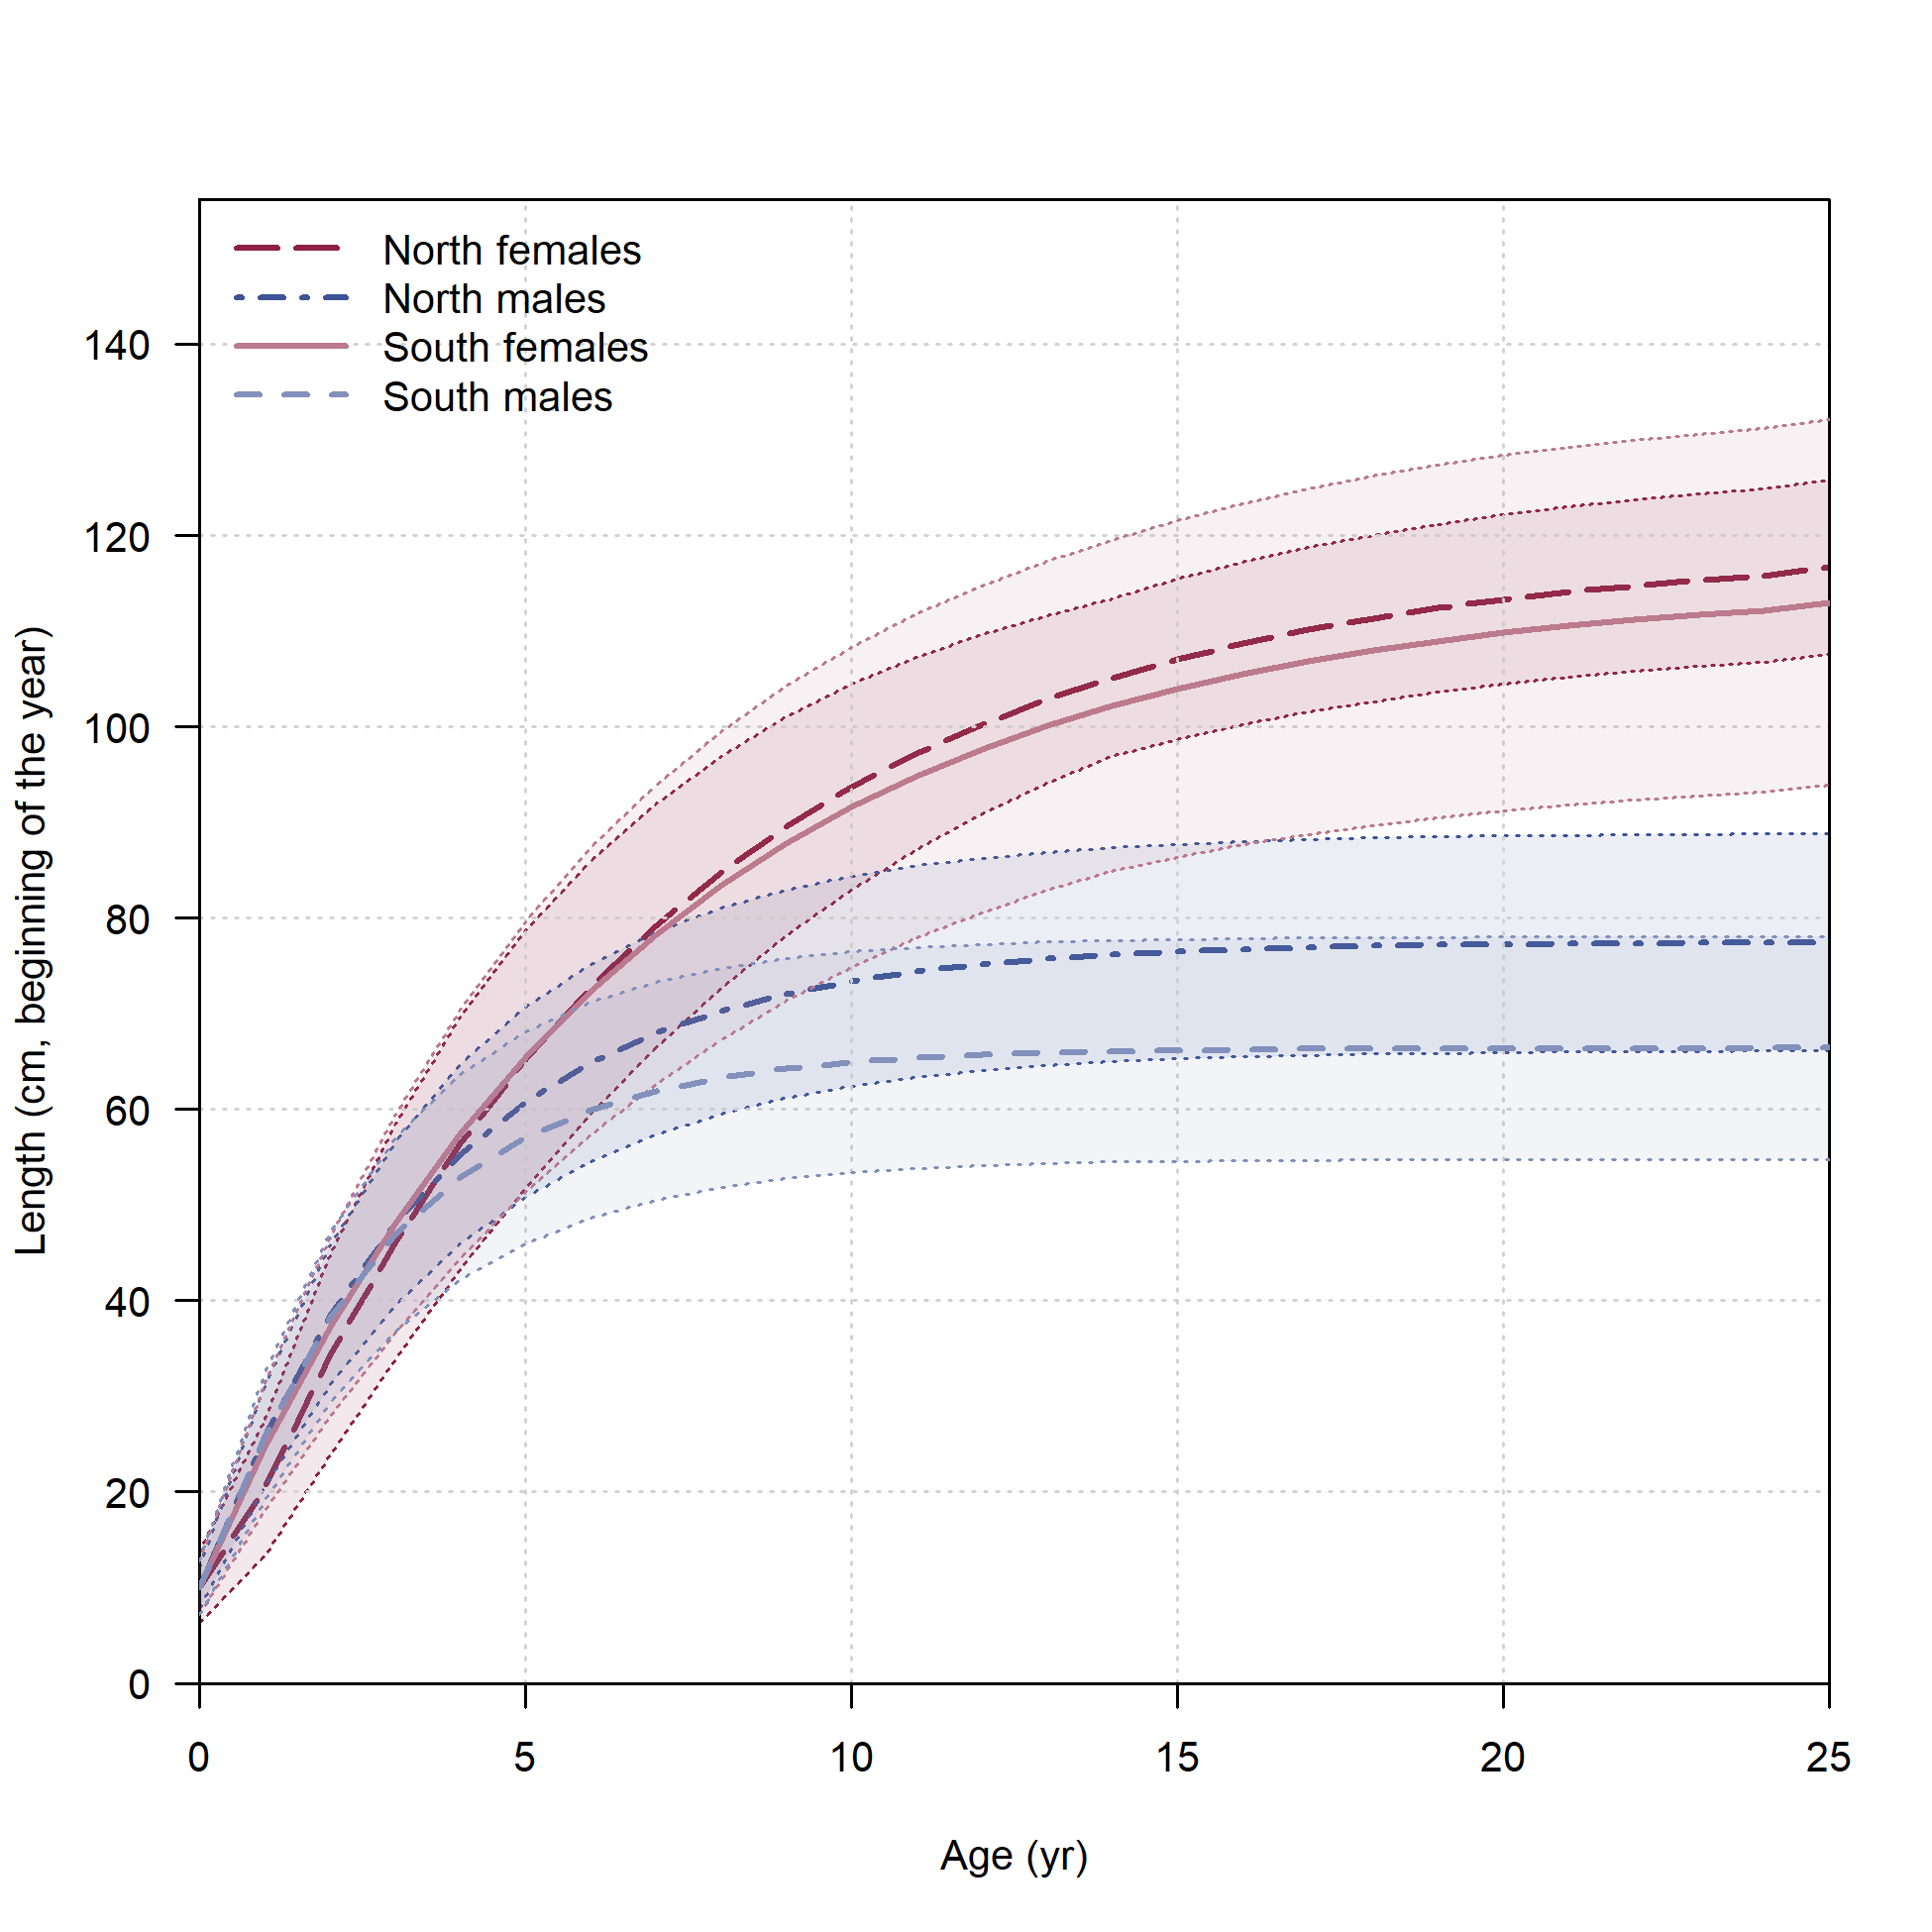 North females
North males
South females
South males
140
120
100
80
60
40
20
0
Length (cm, beginning of the year)
0 5 10 15 20 25
Age (yr)